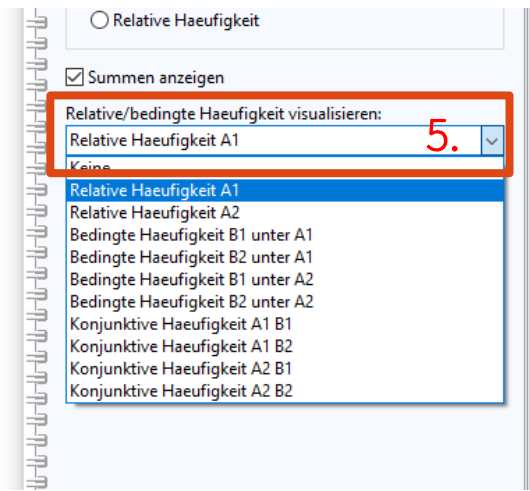 Relative Haeufigkeit
Summen anzeigen
Relative/bedingte Haeufigkeit visualisieren:
Relative Haeufigkeit A1
5.
Keine
Relative Haeufigkeit A1
Relative Haeufigkeit A2
Bedingte Haeufigkeit B1 unter A1
Bedingte Haeufigkeit B2 unter A1
Bedingte Haeufigkeit B1 unter A2
Bedingte Haeufigkeit B2 unter A2
Konjunktive Haeufigkeit A1 B1
Konjunktive Haeufigkeit A1 B2
Konjunktive Haeufigkeit A2 B1
Konjunktive Haeufigkeit A2 B2